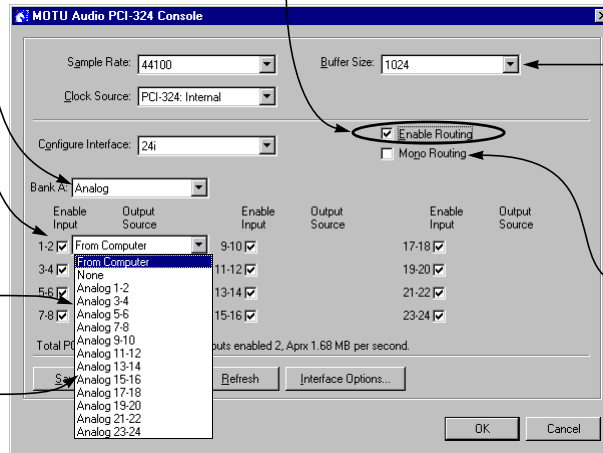 MOTU Audio PCI-324 Console
Sample Rate: 44100
Buffer Size: 1024
Clock Source: PCI-324: Internal
Configure Interface: 24i
Enable Routing
Mono Routing
Bank A: Analog
Enable Input
Output Source
Enable Input
Output Source
Enable Input
Output Source
1-2 From Computer
9-10
17-18
3-4
11-12
19-20
5-6
13-14
21-22
7-8
15-16
23-24
From Computer
None
Analog 1-2
Analog 3-4
Analog 5-6
Analog 7-8
Analog 9-10
Analog 11-12
Analog 13-14
Analog 15-16
Analog 17-18
Analog 19-20
Analog 21-22
Analog 23-24
Total enabled 2, Aprx 1.68 MB per second.
Refresh
Interface Options...
OK
Cancel